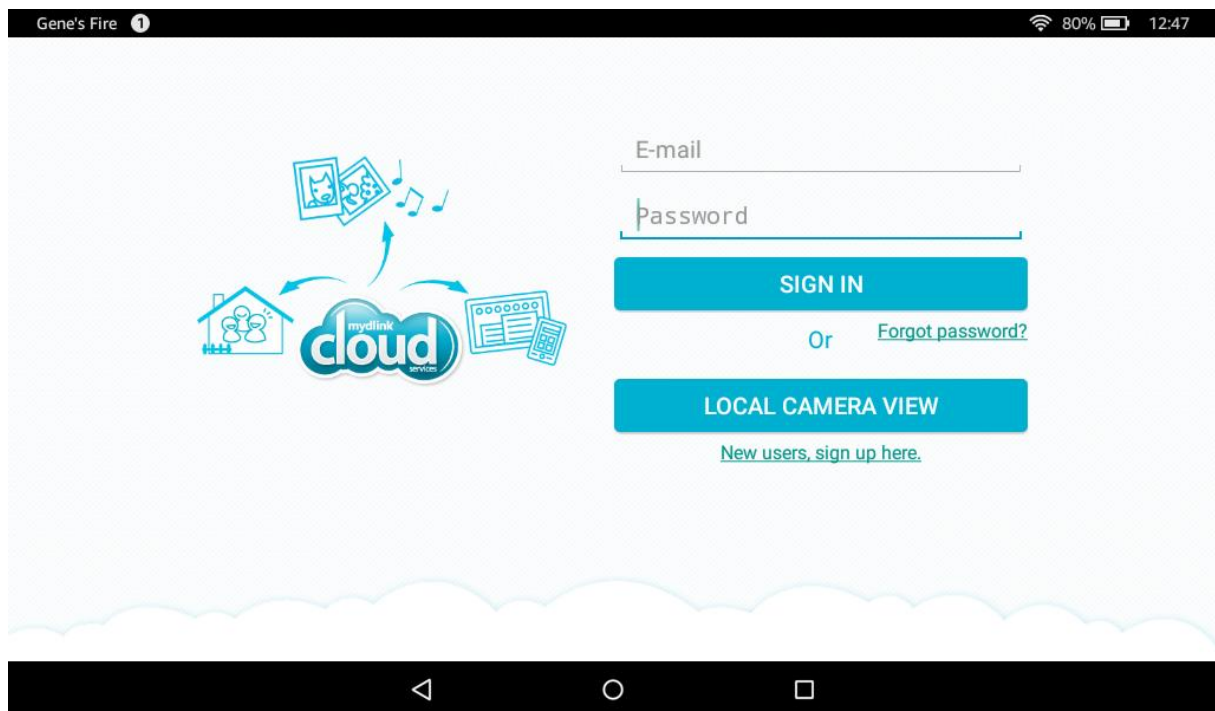 Gene's Fire 1 80% 12:47
E-mail
Password
SIGN IN
Or Forgot password?
mydlink
cloud
services
LOCAL CAMERA VIEW
New users, sign up here.